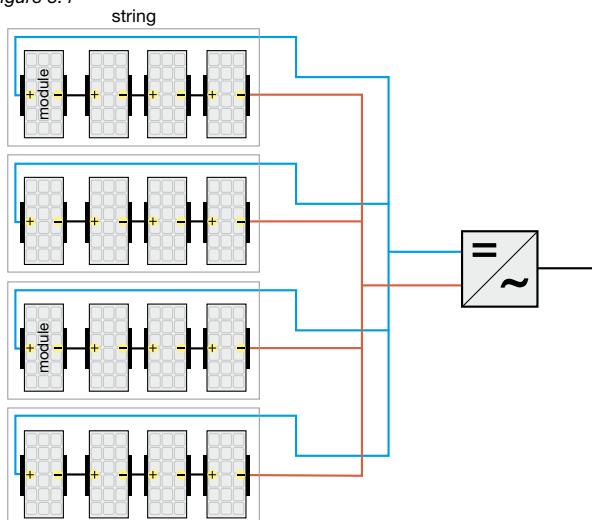 string
module
+ − + − + − + −
+ − + − + − + −
module
+ − + − + − + −
+ − + − + − + −
=
~